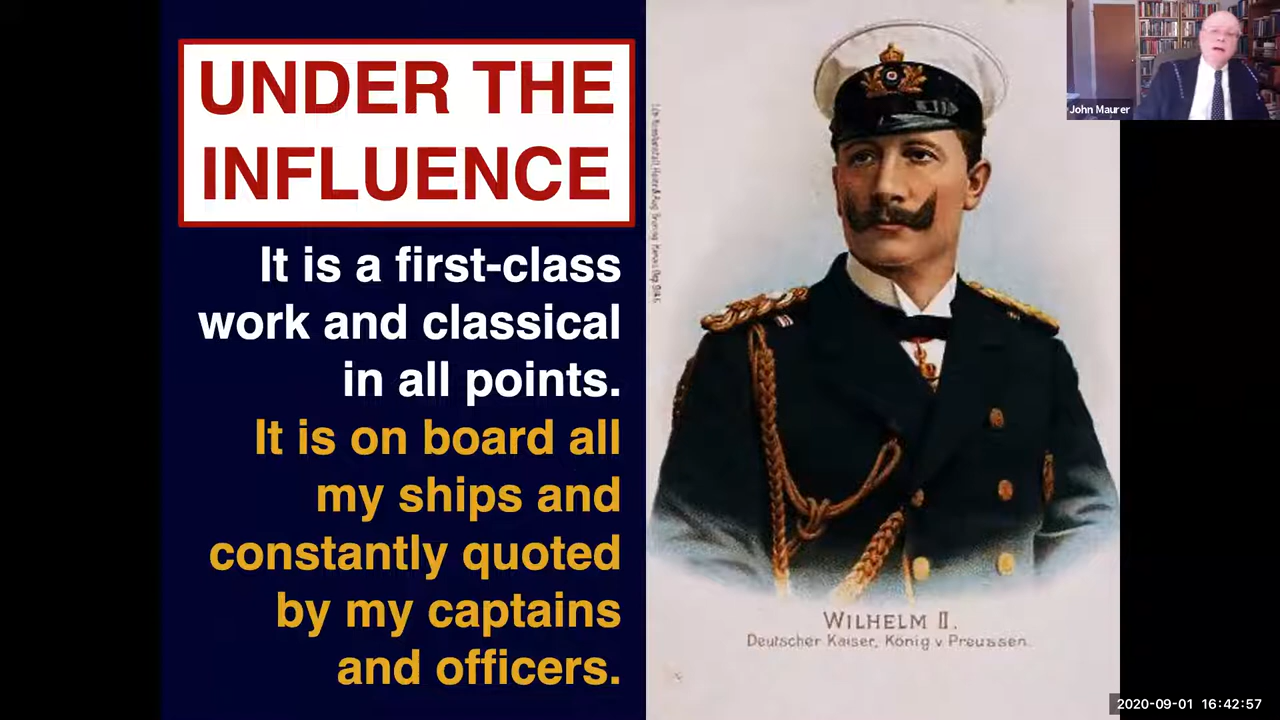 UNDER THE
INFLUENCE
It is a first-class
work and classical
in all points.
It is on board all
my ships and
constantly quoted
by my captains
and officers.
WILHELM II.
Deutscher Kaiser, König v Preussen.
John Maurer
2020-09-01 16:42:57